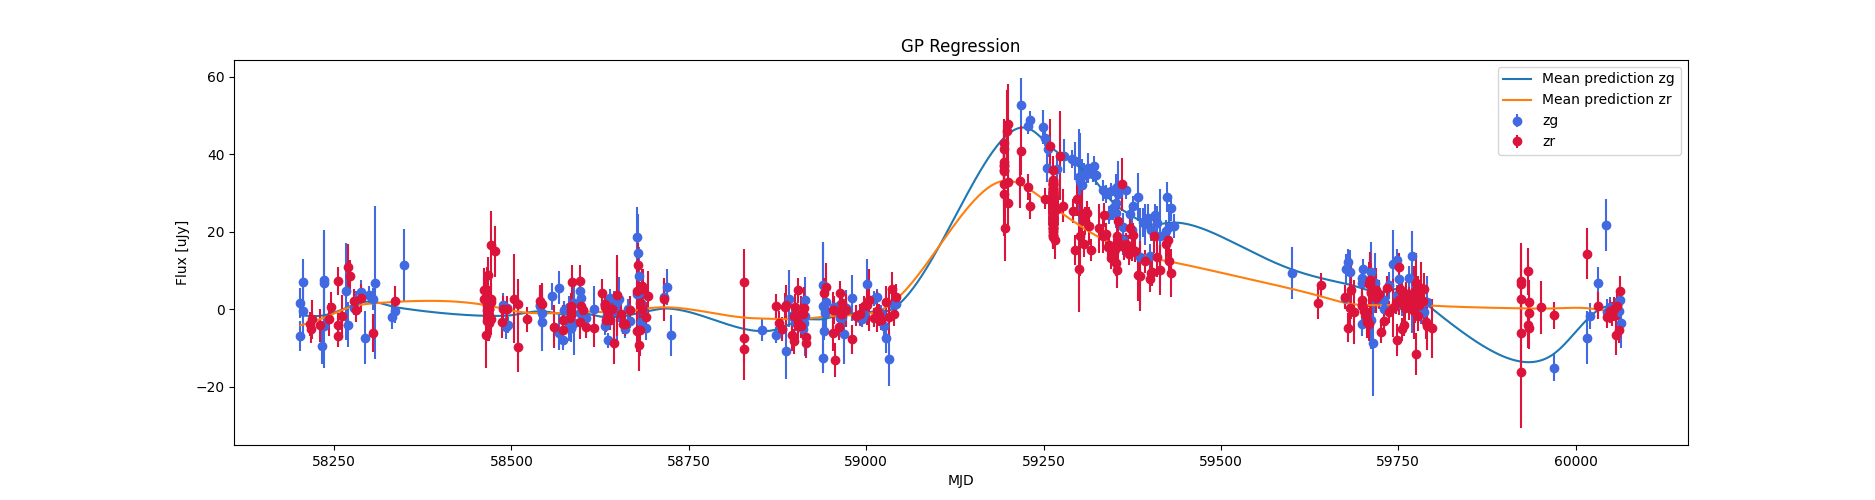 GP Regression
Flux [uJy]
60
40
20
0
−20
58250 58500 58750 59000 59250 59500 59750 60000
MJD
Mean prediction zg
Mean prediction zr
zg
zr